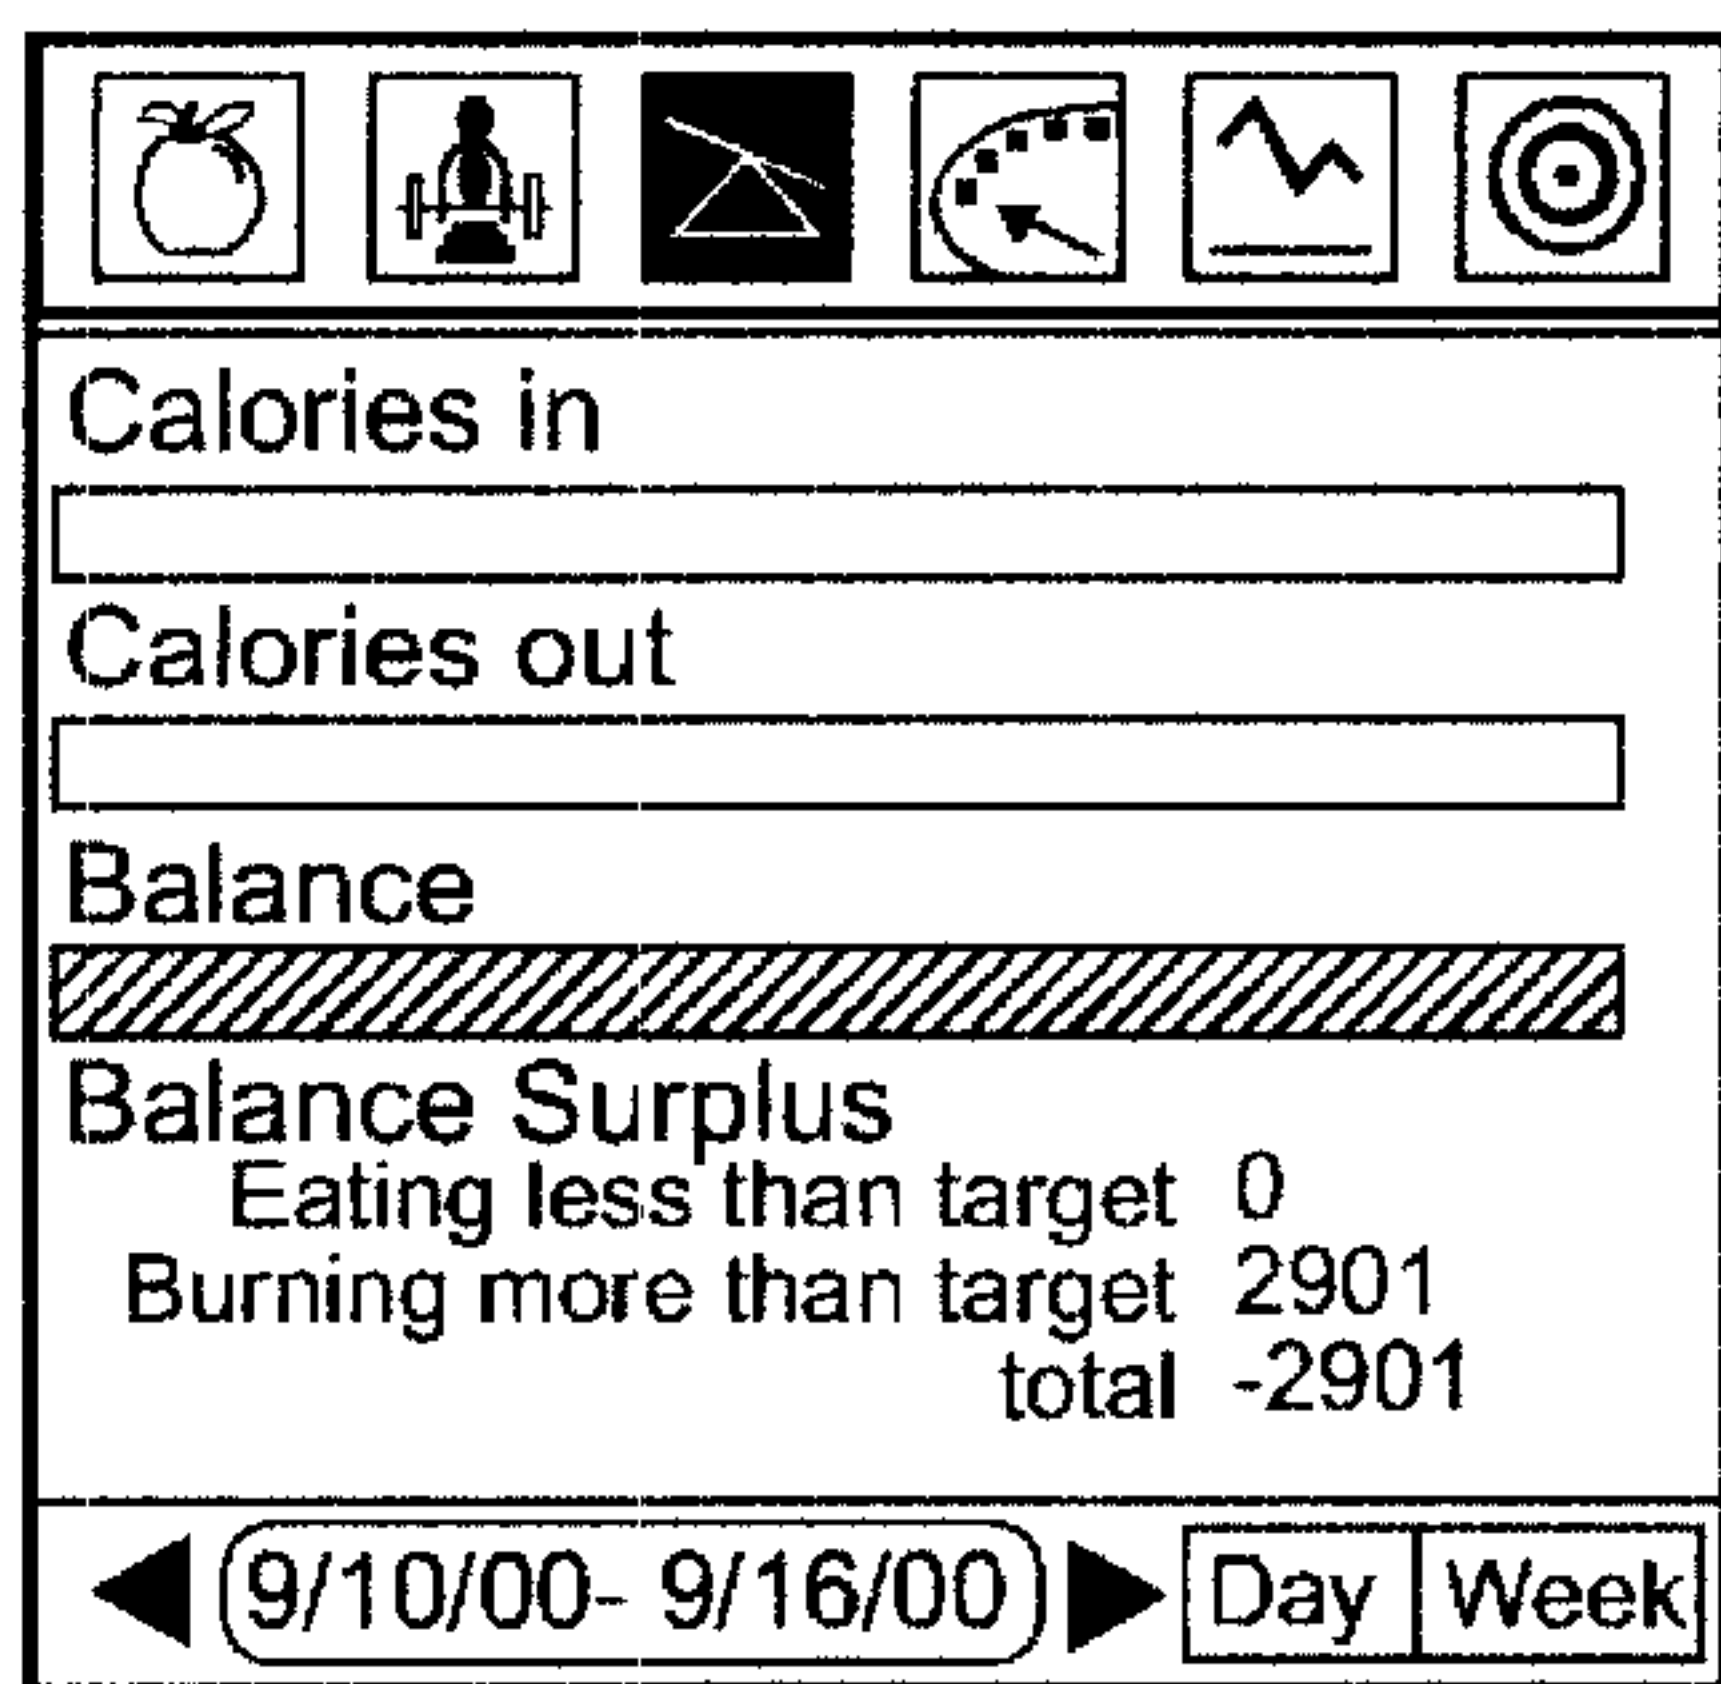 Calories in
Calories out
Balance
Balance Surplus
Eating less than target 0
Burning more than target 2901
total -2901
9/10/00- 9/16/00 Day Week